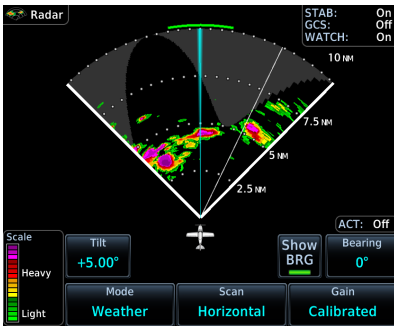 Radar
STAB: On
GCS: Off
WATCH: On
10 NM
7.5 NM
5 NM
2.5 NM
ACT: Off
Scale
Heavy
Light
Tilt
+5.00°
Show
BRG
Bearing
0°
Mode
Weather
Scan
Horizontal
Gain
Calibrated